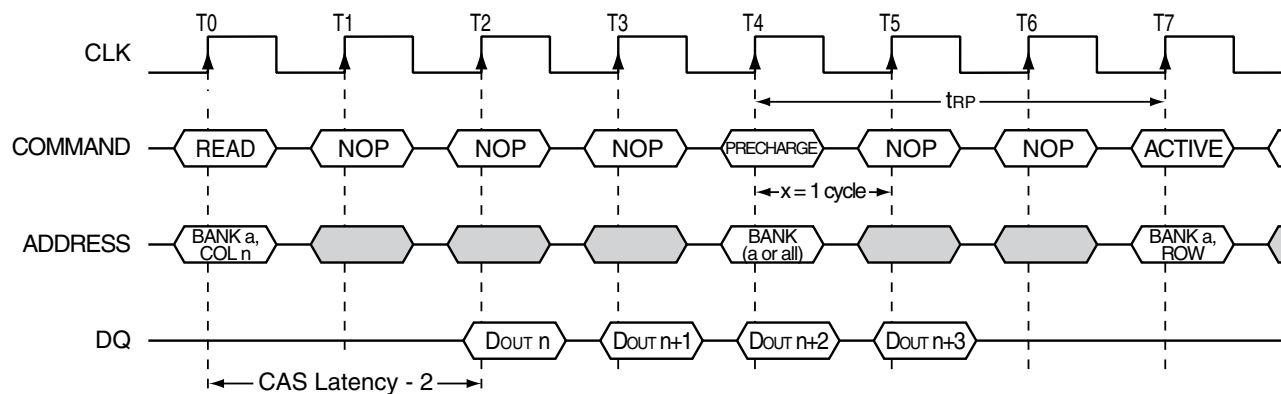 T0 T1 T2 T3 T4 T5 T6 T7
CLK
tRP
COMMAND READ NOP NOP NOP PRECHARGE NOP NOP ACTIVE
x = 1 cycle
ADDRESS
BANK a,
COL n
BANK
(a or all)
BANK a,
ROW
DQ DOUT n DOUT n+1 DOUT n+2 DOUT n+3
CAS Latency - 2